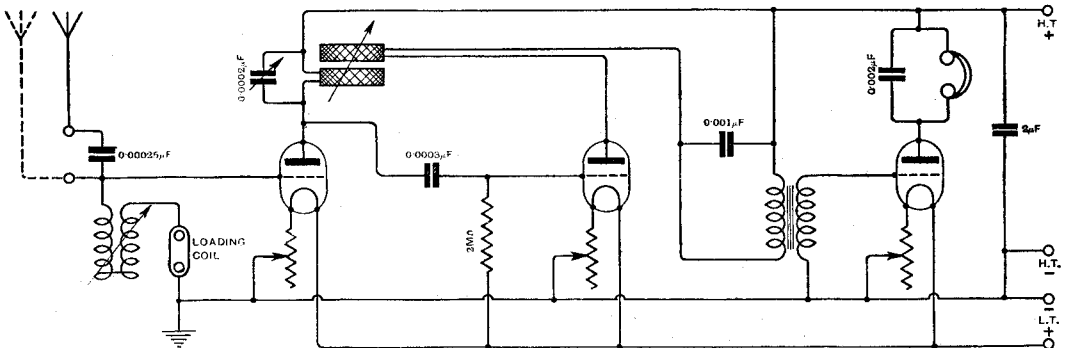 H.T.
+
0·0002µF
0·002µF
0·001µF
2µF
0·00025µF
0·0003µF
LOADING
COIL
2MΩ
H.T.
−
−
L.T.
+